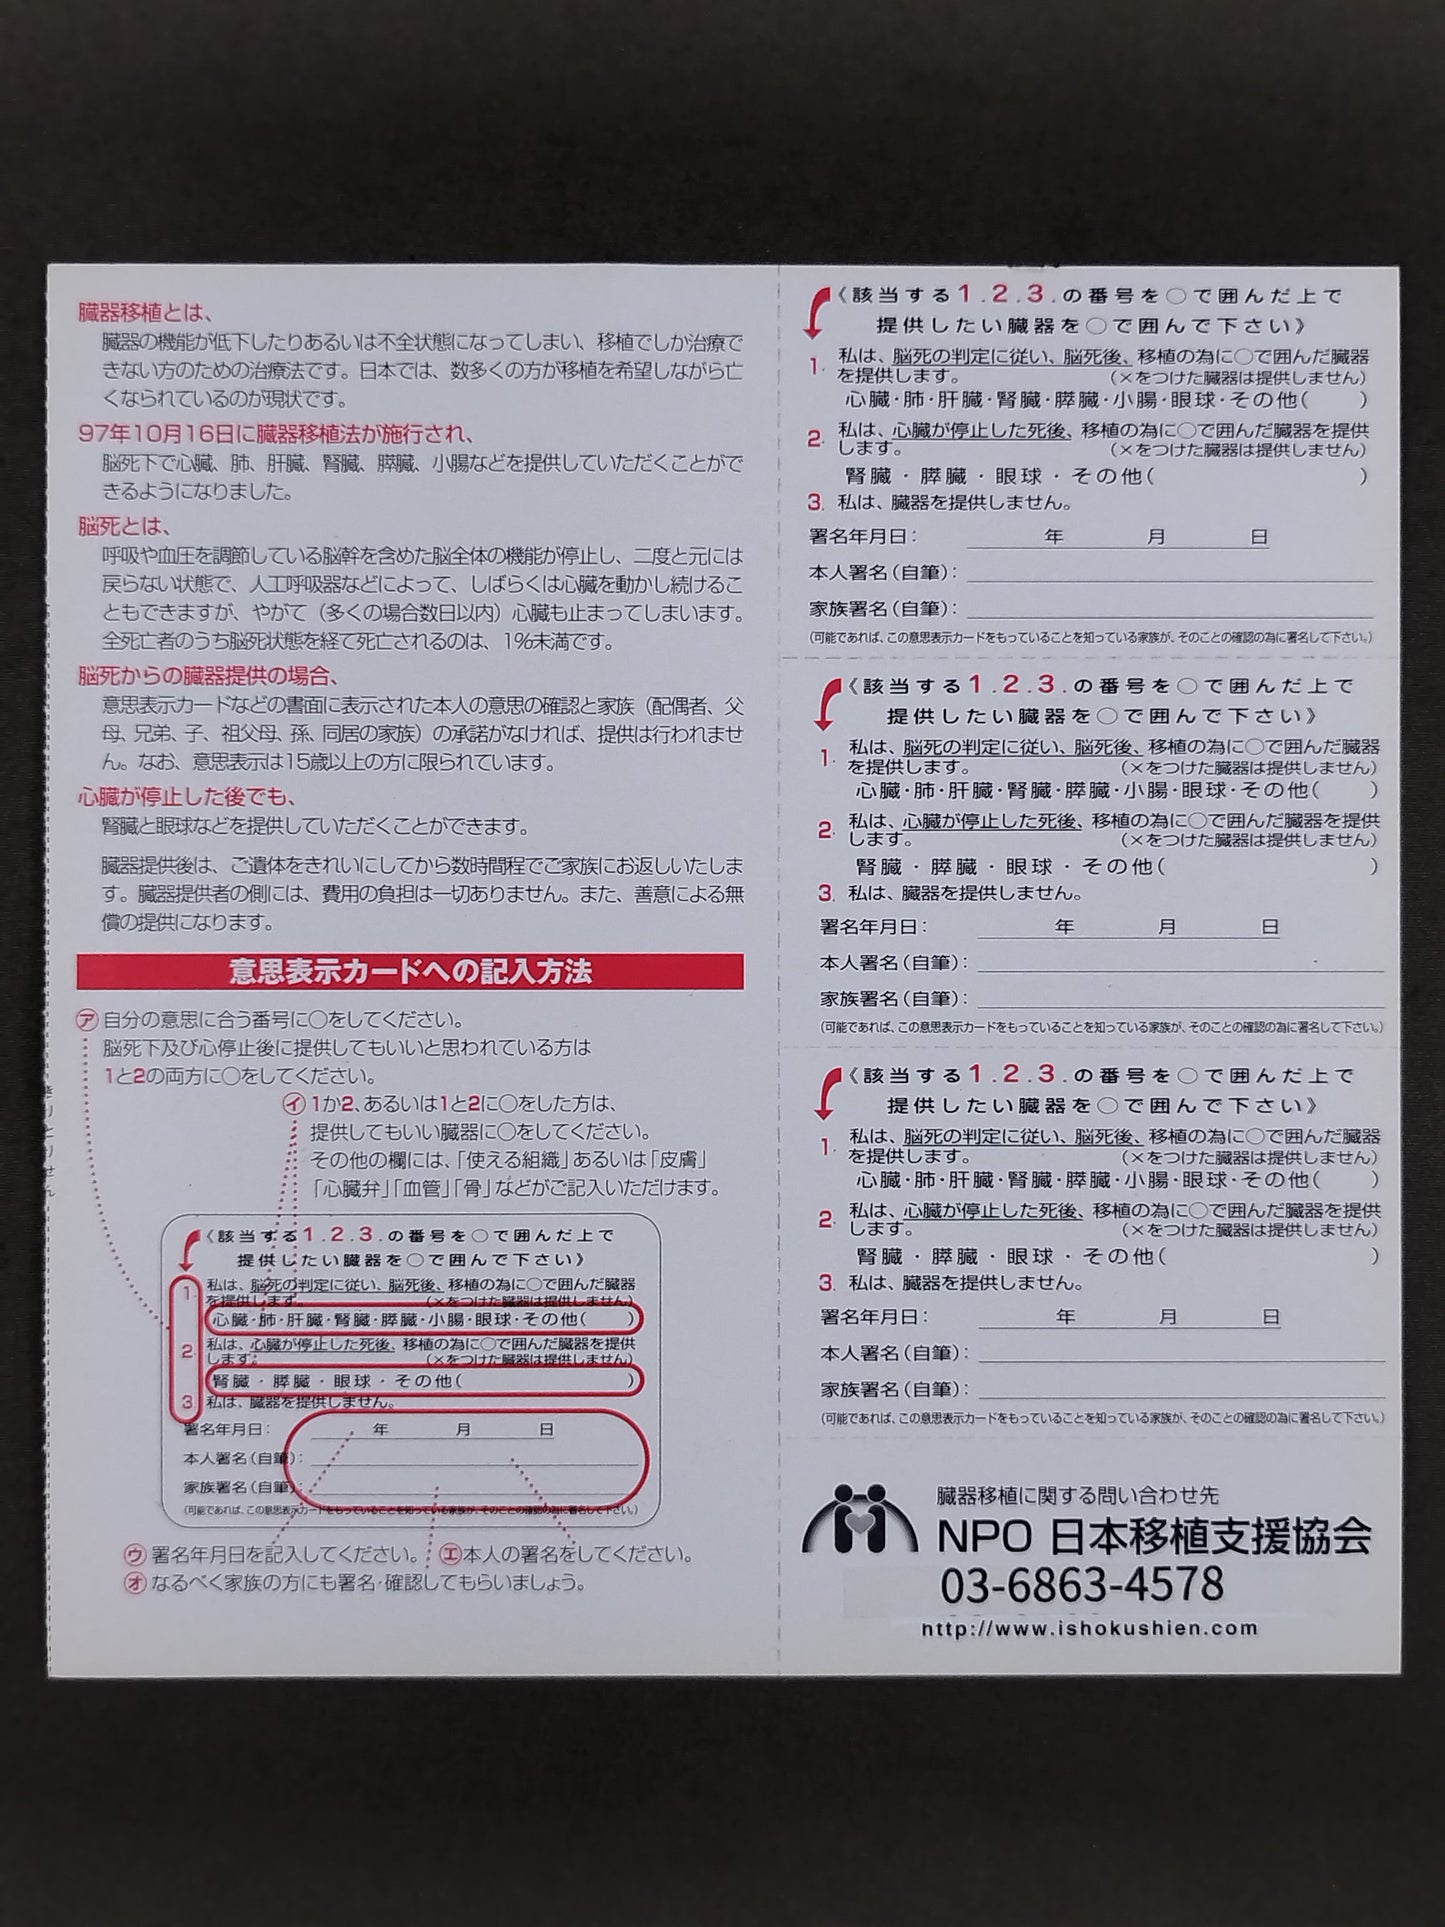 臓器移植とは、
臓器の機能が低下したりあるいは不全状態になってしまい、移植でしか治療で
きない方のための治療法です。日本では、数多くの方が移植を希望しながら亡
くなられているのが現状です。
97年10月16日に臓器移植法が施行され、
脳死下で心臓、肺、肝臓、腎臓、膵臓、小腸などを提供していただくことがで
きるようになりました。
脳死とは、
呼吸や血圧を調節している脳幹を含めた脳全体の機能が停止し、二度と元には
戻らない状態で、人工呼吸器などによって、しばらくは心臓を動かし続けるこ
ともできますが、やがて（多くの場合数日以内）心臓も止まってしまいます。
全死亡者のうち脳死状態を経て死亡されるのは、1%未満です。
脳死からの臓器提供の場合、
意思表示カードなどの書面に表示された本人の意思の確認と家族（配偶者、父
母、兄弟、子、祖父母、孫、同居の家族）の承諾がなければ、提供は行われませ
ん。なお、意思表示は15歳以上の方に限られています。
心臓が停止した後でも、
腎臓と眼球などを提供していただくことができます。
臓器提供後は、ご遺体をきれいにしてから数時間程でご家族にお返しいたしま
す。臓器提供者の側には、費用の負担は一切ありません。また、善意による無
償の提供になります。
意思表示カードへの記入方法
㋐自分の意思に合う番号に○をしてください。
脳死下及び心停止後に提供してもいいと思われている方は
1と2の両方に○をしてください。
㋑1か2、あるいは1と2に○をした方は、
提供してもいい臓器に○をしてください。
その他の欄には、「使える組織」あるいは「皮膚」
「心臓弁」「血管」「骨」などがご記入いただけます。
《該当する1.2.3.の番号を○で囲んだ上で
提供したい臓器を○で囲んで下さい》
1. 私は、脳死の判定に従い、脳死後、移植の為に○で囲んだ臓器
を提供します。 (×をつけた臓器は提供しません)
心臓・肺・肝臓・腎臓・膵臓・小腸・眼球・その他( )
2. 私は、心臓が停止した死後、移植の為に○で囲んだ臓器を提供
します。 (×をつけた臓器は提供しません)
腎臓・膵臓・眼球・その他( )
3 私は、臓器を提供しません。
署名年月日： 年 月 日
本人署名(自筆)：
家族署名(自筆)：
(可能であれば、この意思表示カードをもっていることを知っている家族が、そのことの確認の為に署名して下さい。)
㋒署名年月日を記入してください。 ㋓本人の署名をしてください。
㋔なるべく家族の方にも署名・確認してもらいましょう。
きりとりせん
《該当する1.2.3.の番号を○で囲んだ上で
提供したい臓器を○で囲んで下さい》
1. 私は、脳死の判定に従い、脳死後、移植の為に○で囲んだ臓器
を提供します。 (×をつけた臓器は提供しません)
心臓・肺・肝臓・腎臓・膵臓・小腸・眼球・その他( )
2. 私は、心臓が停止した死後、移植の為に○で囲んだ臓器を提供
します。 (×をつけた臓器は提供しません)
腎臓・膵臓・眼球・その他( )
3. 私は、臓器を提供しません。
署名年月日： 年 月 日
本人署名(自筆)：
家族署名(自筆)：
(可能であれば、この意思表示カードをもっていることを知っている家族が、そのことの確認の為に署名して下さい。)
《該当する1.2.3.の番号を○で囲んだ上で
提供したい臓器を○で囲んで下さい》
1. 私は、脳死の判定に従い、脳死後、移植の為に○で囲んだ臓器
を提供します。 (×をつけた臓器は提供しません)
心臓・肺・肝臓・腎臓・膵臓・小腸・眼球・その他( )
2. 私は、心臓が停止した死後、移植の為に○で囲んだ臓器を提供
します。 (×をつけた臓器は提供しません)
腎臓・膵臓・眼球・その他( )
3. 私は、臓器を提供しません。
署名年月日： 年 月 日
本人署名(自筆)：
家族署名(自筆)：
(可能であれば、この意思表示カードをもっていることを知っている家族が、そのことの確認の為に署名して下さい。)
《該当する1.2.3.の番号を○で囲んだ上で
提供したい臓器を○で囲んで下さい》
1. 私は、脳死の判定に従い、脳死後、移植の為に○で囲んだ臓器
を提供します。 (×をつけた臓器は提供しません)
心臓・肺・肝臓・腎臓・膵臓・小腸・眼球・その他( )
2. 私は、心臓が停止した死後、移植の為に○で囲んだ臓器を提供
します。 (×をつけた臓器は提供しません)
腎臓・膵臓・眼球・その他( )
3. 私は、臓器を提供しません。
署名年月日： 年 月 日
本人署名(自筆)：
家族署名(自筆)：
(可能であれば、この意思表示カードをもっていることを知っている家族が、そのことの確認の為に署名して下さい。)
臓器移植に関する問い合わせ先
NPO 日本移植支援協会
03-6863-4578
http://www.ishokushien.com